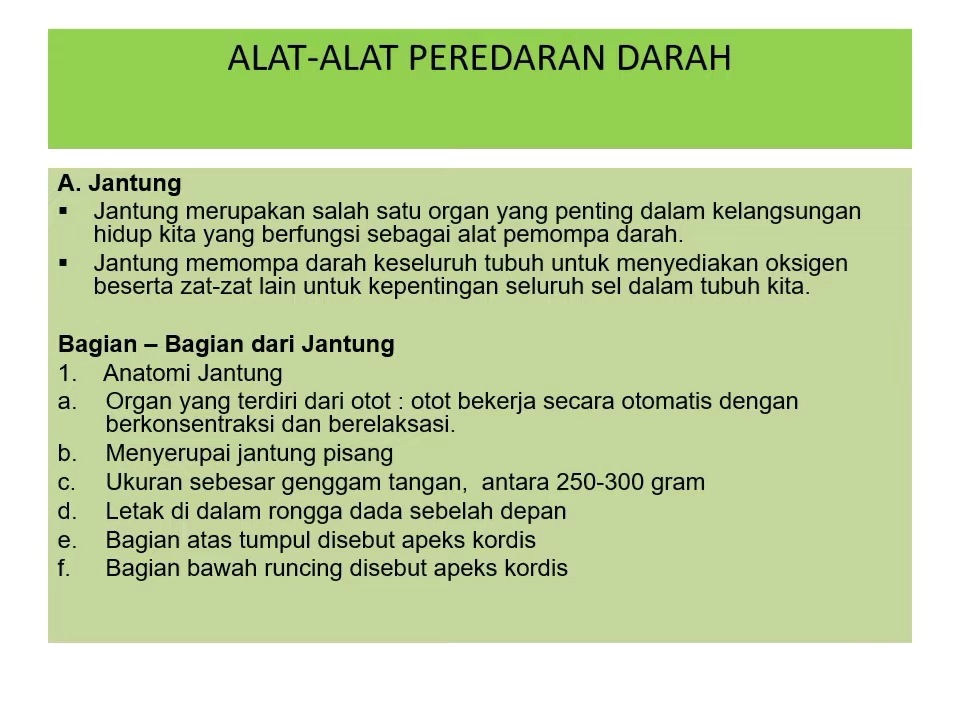 ALAT-ALAT PEREDARAN DARAH
A. Jantung
▪ Jantung merupakan salah satu organ yang penting dalam kelangsungan
hidup kita yang berfungsi sebagai alat pemompa darah.
▪ Jantung memompa darah keseluruh tubuh untuk menyediakan oksigen
beserta zat-zat lain untuk kepentingan seluruh sel dalam tubuh kita.
Bagian – Bagian dari Jantung
1. Anatomi Jantung
a. Organ yang terdiri dari otot : otot bekerja secara otomatis dengan
berkonsentraksi dan berelaksasi.
b. Menyerupai jantung pisang
c. Ukuran sebesar genggam tangan, antara 250-300 gram
d. Letak di dalam rongga dada sebelah depan
e. Bagian atas tumpul disebut apeks kordis
f. Bagian bawah runcing disebut apeks kordis